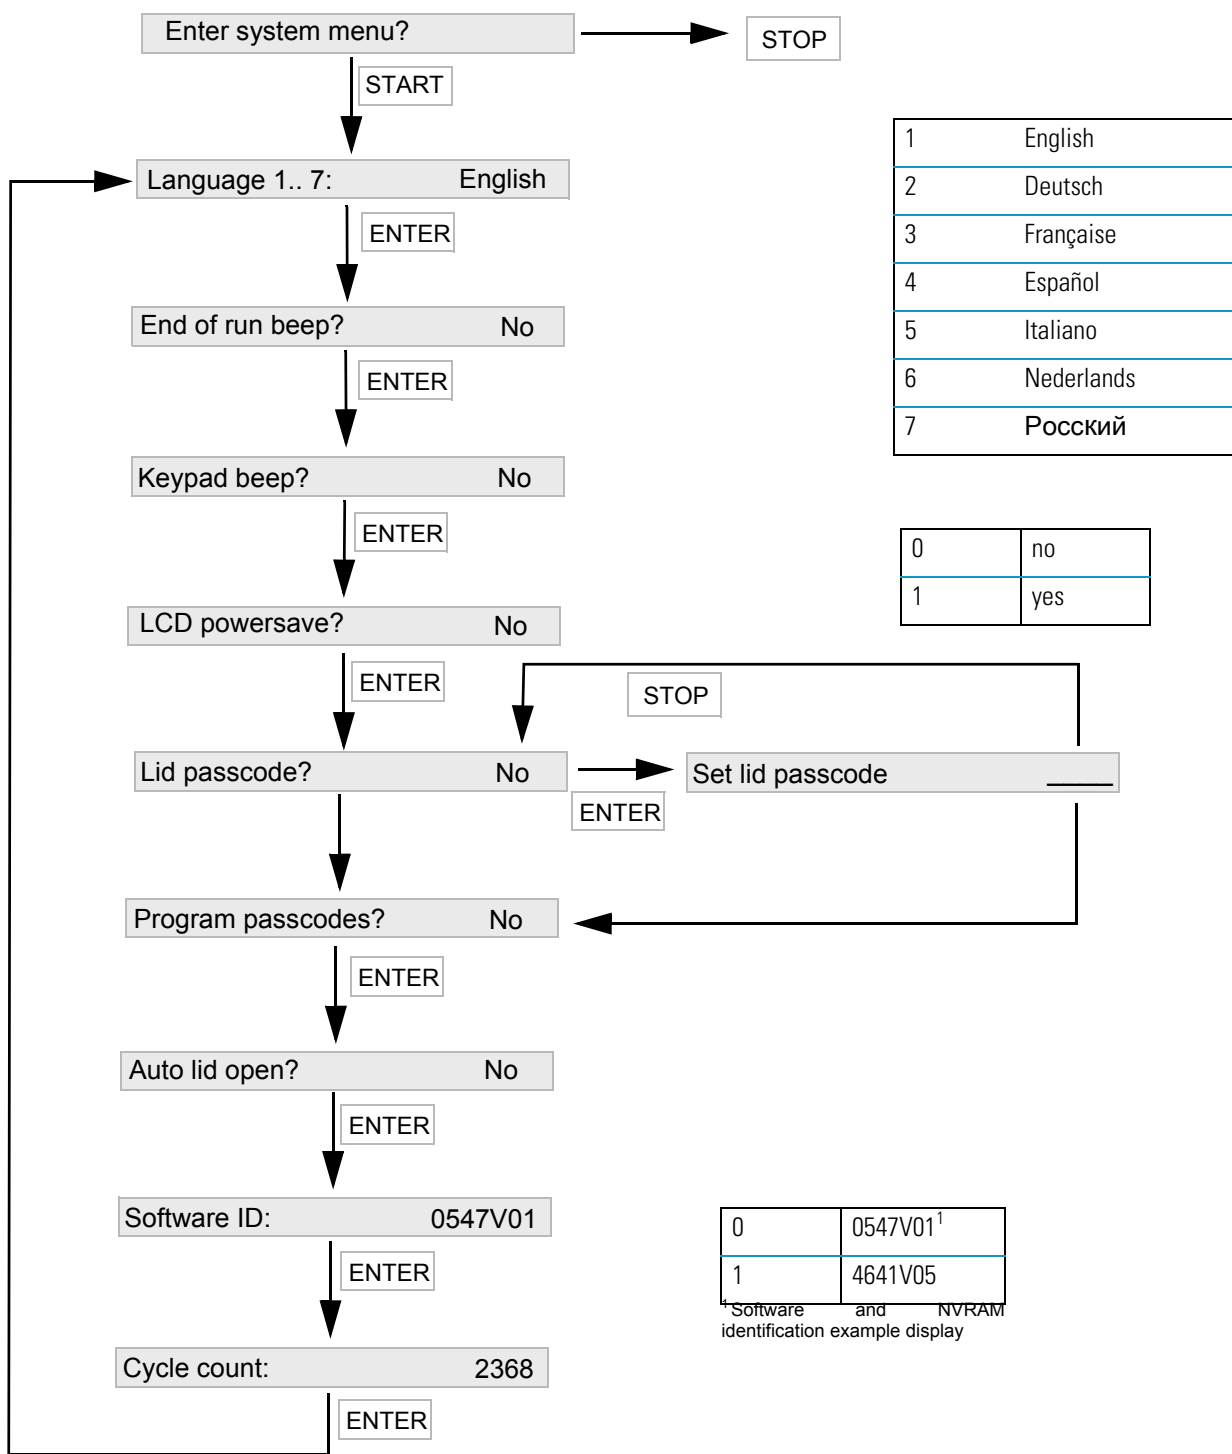 Enter system menu?
STOP
START
Language 1.. 7: English
ENTER
End of run beep? No
ENTER
Keypad beep? No
ENTER
LCD powersave? No
ENTER
STOP
Lid passcode? No
ENTER
Set lid passcode ____
Program passcodes? No
ENTER
Auto lid open? No
ENTER
Software ID: 0547V01
ENTER
Cycle count: 2368
ENTER
1 English
2 Deutsch
3 Française
4 Español
5 Italiano
6 Nederlands
7 Росский
0 no
1 yes
0 0547V01¹
1 4641V05
¹ Software and NVRAM
identification example display